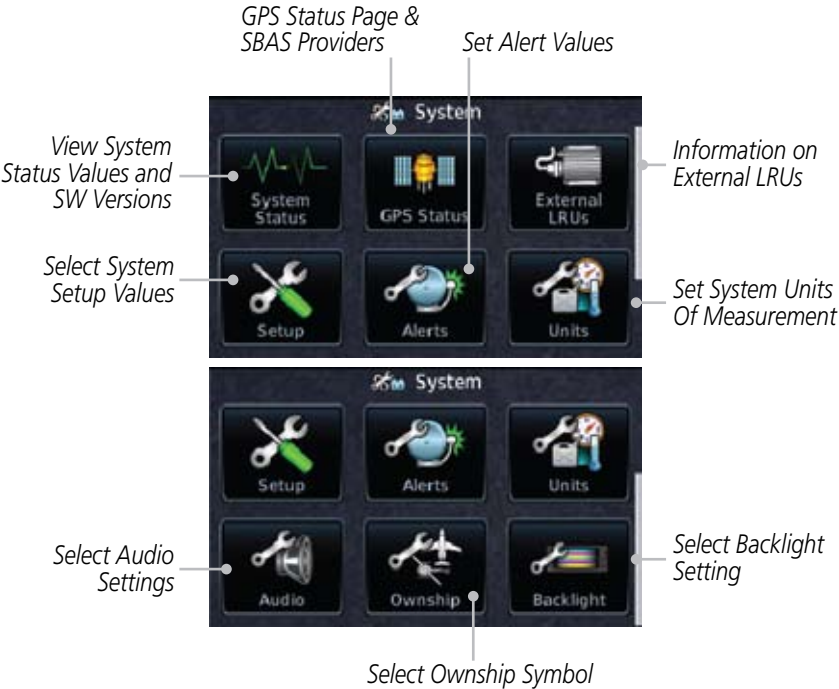 GPS Status Page &
SBAS Providers
Set Alert Values
System
View System
Status Values and
SW Versions
System
Status
GPS Status
External
LRUs
Information on
External LRUs
Select System
Setup Values
Setup
Alerts
Units
Set System Units
Of Measurement
System
Setup
Alerts
Units
Select Audio
Settings
Audio
Ownship
Backlight
Select Backlight
Setting
Select Ownship Symbol